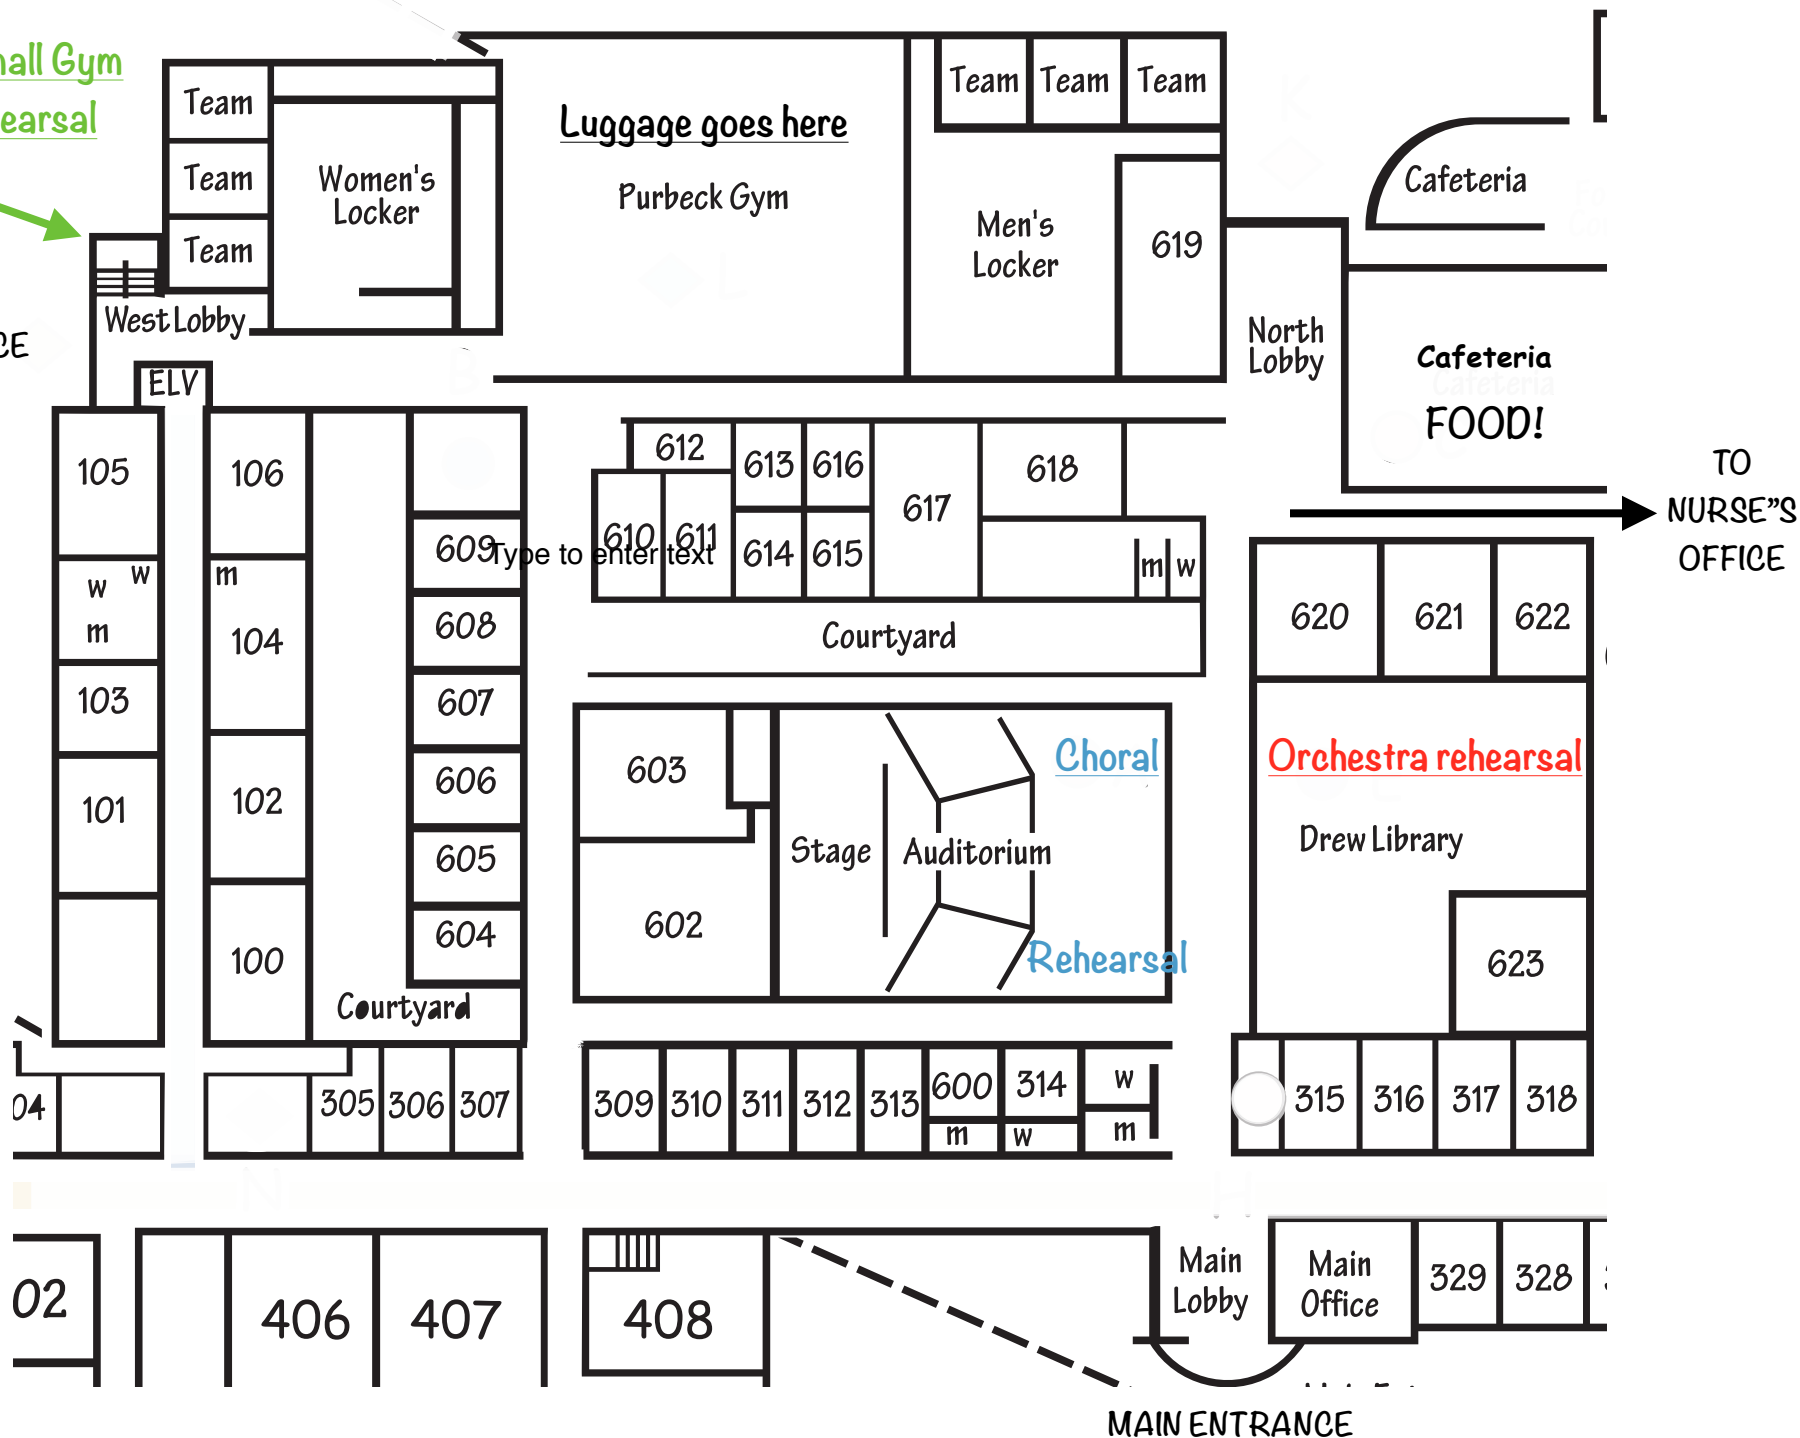 Small Gym
Rehearsal
Team
Team
Team
Women's
Locker
West Lobby
CE
ELV
Luggage goes here
Purbeck Gym
Team
Team
Team
Men's
Locker
619
North
Lobby
Cafeteria
Cafeteria
FOOD!
TO
NURSE"S
OFFICE
105
w
w
m
103
101
106
m
104
102
100
Courtyard
609
608
607
606
605
604
Type to enter text
612
610
611
613
616
614
615
617
618
m
w
Courtyard
603
602
Stage
Auditorium
Choral
Rehearsal
620
621
622
Orchestra rehearsal
Drew Library
623
04
305
306
307
309
310
311
312
313
600
m
314
w
w
m
315
316
317
318
02
406
407
408
Main
Lobby
Main
Office
329
328
MAIN ENTRANCE